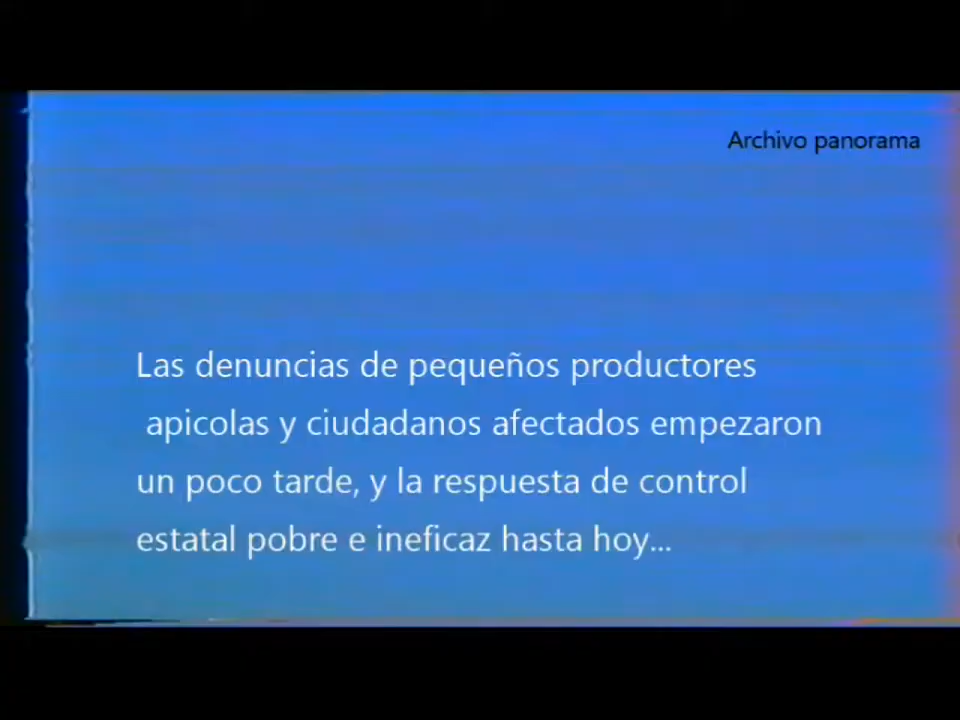 Archivo panorama
Las denuncias de pequeños productores
apicolas y ciudadanos afectados empezaron
un poco tarde, y la respuesta de control
estatal pobre e ineficaz hasta hoy...